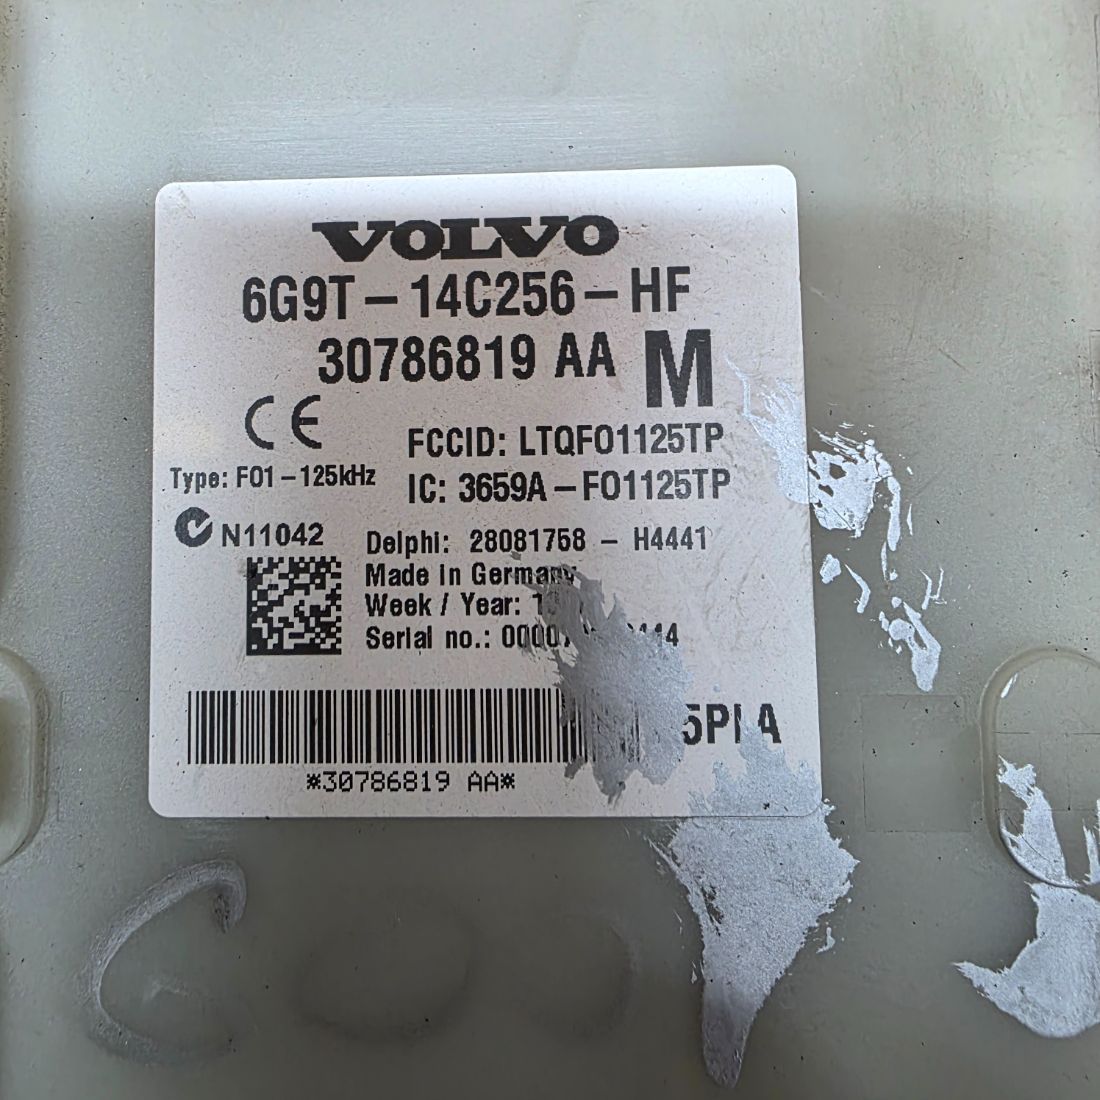 VOLVO
6G9T-14C256-HF
30786819 AA M
CE
FCCID: LTQF01125TP
Type: F01-125kHz
IC: 3659A-F01125TP
N11042
Delphi: 28081758 - H4441
Made in Germany
Week / Year:
Serial no.:
*30786819 AA*